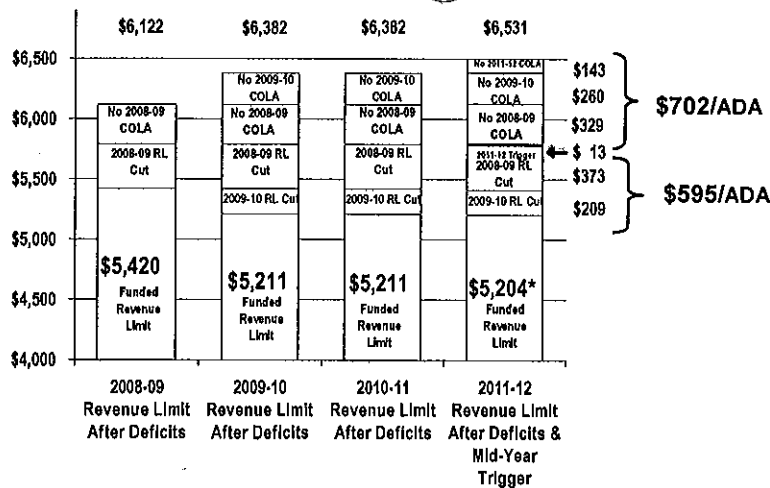 $6,122 $6,382 $6,382 $6,531
$6,500
$6,000
$5,500
$5,000
$4,500
$4,000
No 2008-09
COLA
2008-09 RL
Cut
$5,420
Funded
Revenue
Limit
No 2009-10
COLA
No 2008-09
COLA
2008-09 RL
Cut
2009-10 RL Cut
$5,211
Funded
Revenue
Limit
No 2009-10
COLA
No 2008-09
COLA
2008-09 RL
Cut
2009-10 RL Cut
$5,211
Funded
Revenue
Limit
No 2011-12 COLA
No 2009-10
COLA
No 2008-09
COLA
2011-12 Trigger
2008-09 RL
Cut
2009-10 RL Cut
$5,204*
Funded
Revenue
Limit
$143
$260
$329
$ 13
$373
$209
$702/ADA
$595/ADA
2008-09
Revenue Limit
After Deficits
2009-10
Revenue Limit
After Deficits
2010-11
Revenue Limit
After Deficits
2011-12
Revenue Limit
After Deficits &
Mid-Year
Trigger